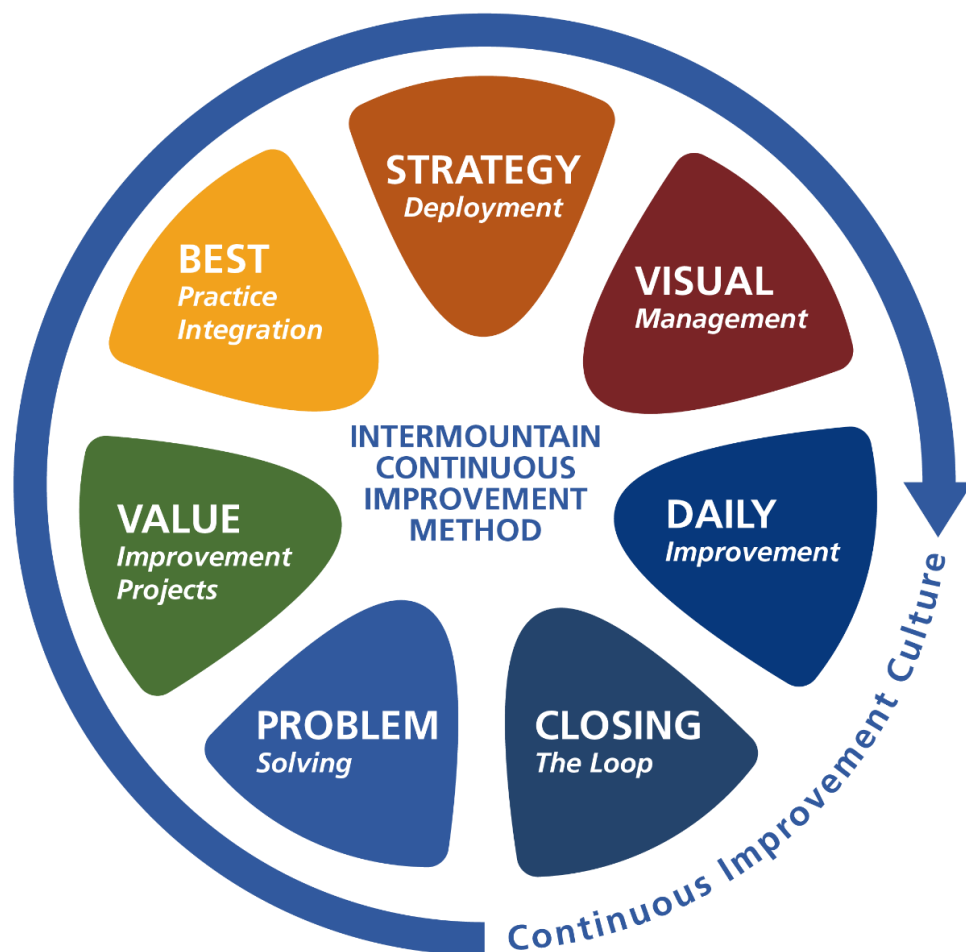 STRATEGY
Deployment
VISUAL
Management
DAILY
Improvement
CLOSING
The Loop
PROBLEM
Solving
VALUE
Improvement
Projects
BEST
Practice
Integration
INTERMOUNTAIN
CONTINUOUS
IMPROVEMENT
METHOD
Continuous Improvement Culture